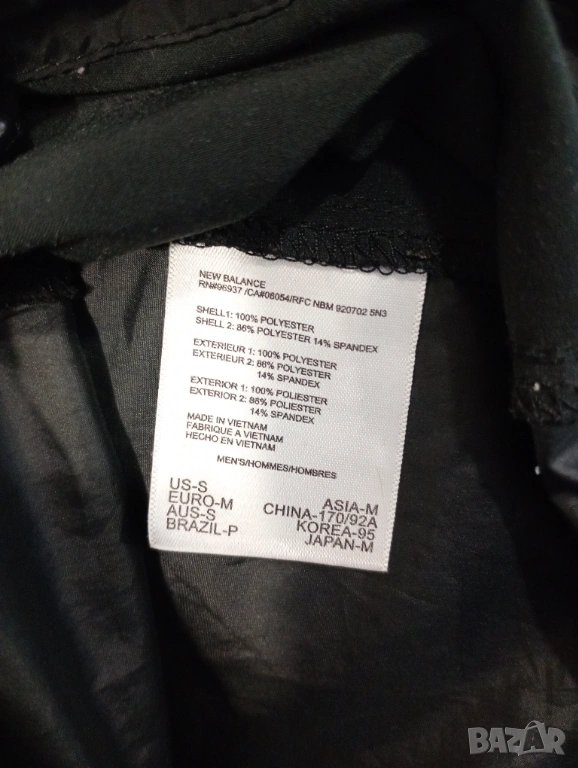 NEW BALANCE
RN#96937 /CA#06054/RFC NBM 920702 5N3
SHELL1: 100% POLYESTER
SHELL 2: 86% POLYESTER 14% SPANDEX
EXTERIEUR 1: 100% POLYESTER
EXTERIEUR 2: 86% POLYESTER
14% SPANDEX
EXTERIOR 1: 100% POLIESTER
EXTERIOR 2: 86% POLIESTER
14% SPANDEX
MADE IN VIETNAM
FABRIQUE A VIETNAM
HECHO EN VIETNAM
MEN'S/HOMMES/HOMBRES
US-S ASIA-M
EURO-M CHINA-170/92A
AUS-S KOREA-95
BRAZIL-P JAPAN-M
BAZAR